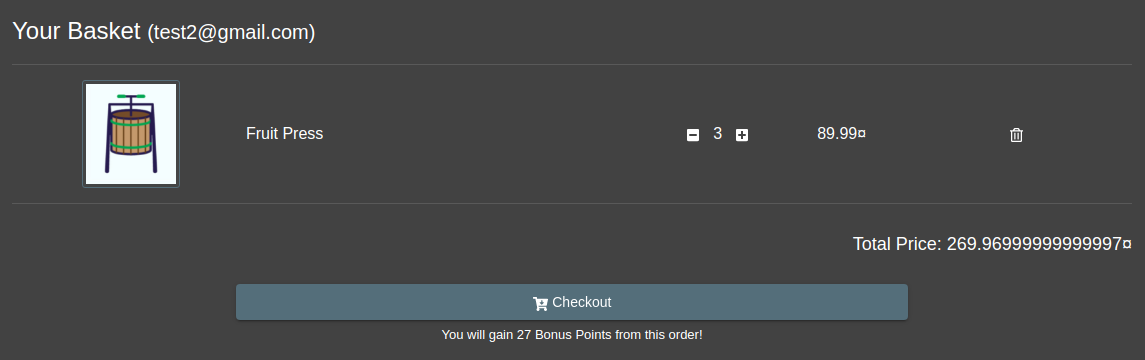 Your Basket (test2@gmail.com)
Fruit Press 3 89.99¤
Total Price: 269.96999999999997¤
Checkout
You will gain 27 Bonus Points from this order!